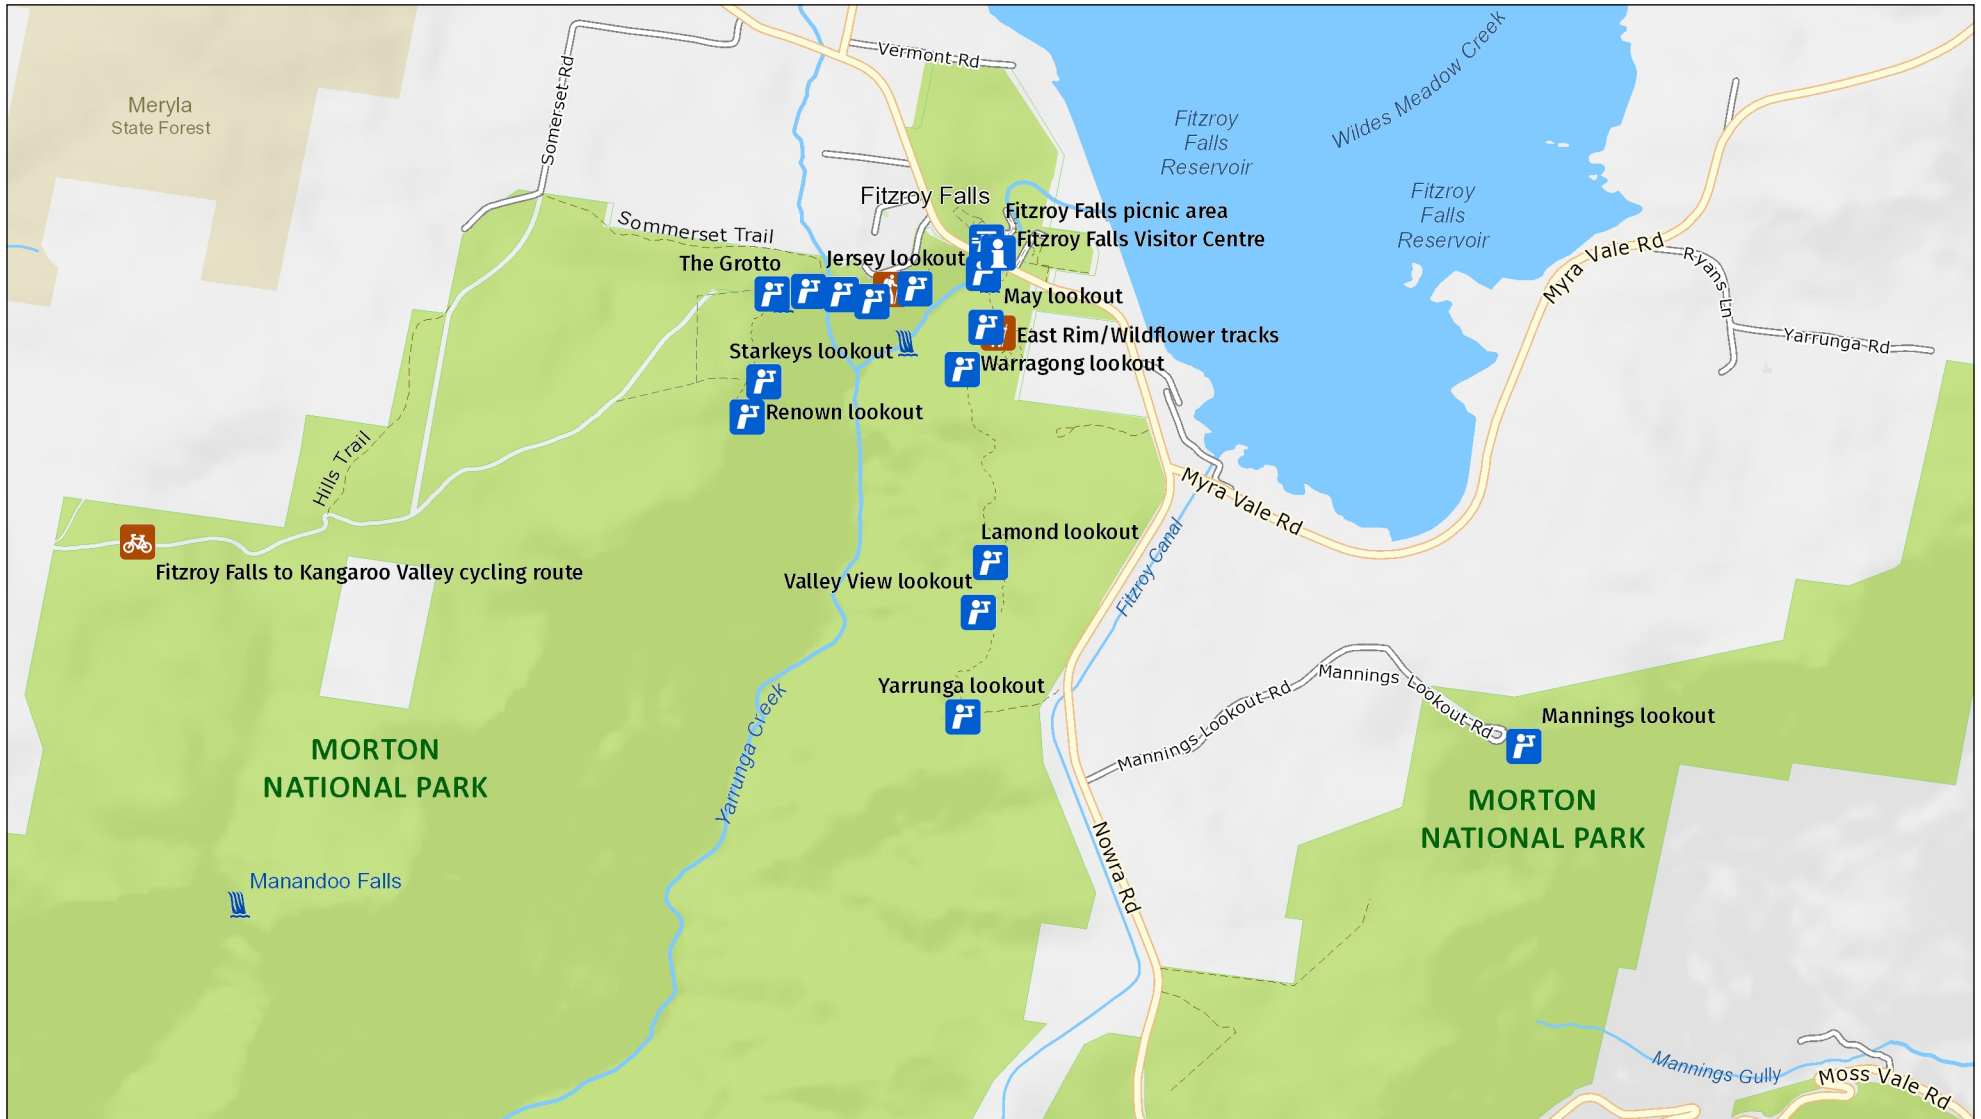 Vermont Rd
Somerset Rd
Meryla
State Forest
Wildes Meadow Creek
Fitzroy
Falls
Reservoir
Fitzroy
Falls
Reservoir
Fitzroy Falls
Fitzroy Falls picnic area
Sommerset Trail
Fitzroy Falls Visitor Centre
Myra Vale Rd
Ryans Ln
The Grotto
Jersey lookout
May lookout
East Rim/Wildflower tracks
Yarrunga Rd
Starkeys lookout
Warragong lookout
Renown lookout
Hills Trail
Myra Vale Rd
Lamond lookout
Fitzroy Canal
Fitzroy Falls to Kangaroo Valley cycling route
Valley View lookout
Yarrunga lookout
Mannings Lookout Rd
Mannings Lookout Rd
Mannings lookout
Yarrunga Creek
MORTON
NATIONAL PARK
MORTON
NATIONAL PARK
Nowra Rd
Manandoo Falls
Mannings Gully
Moss Vale Rd